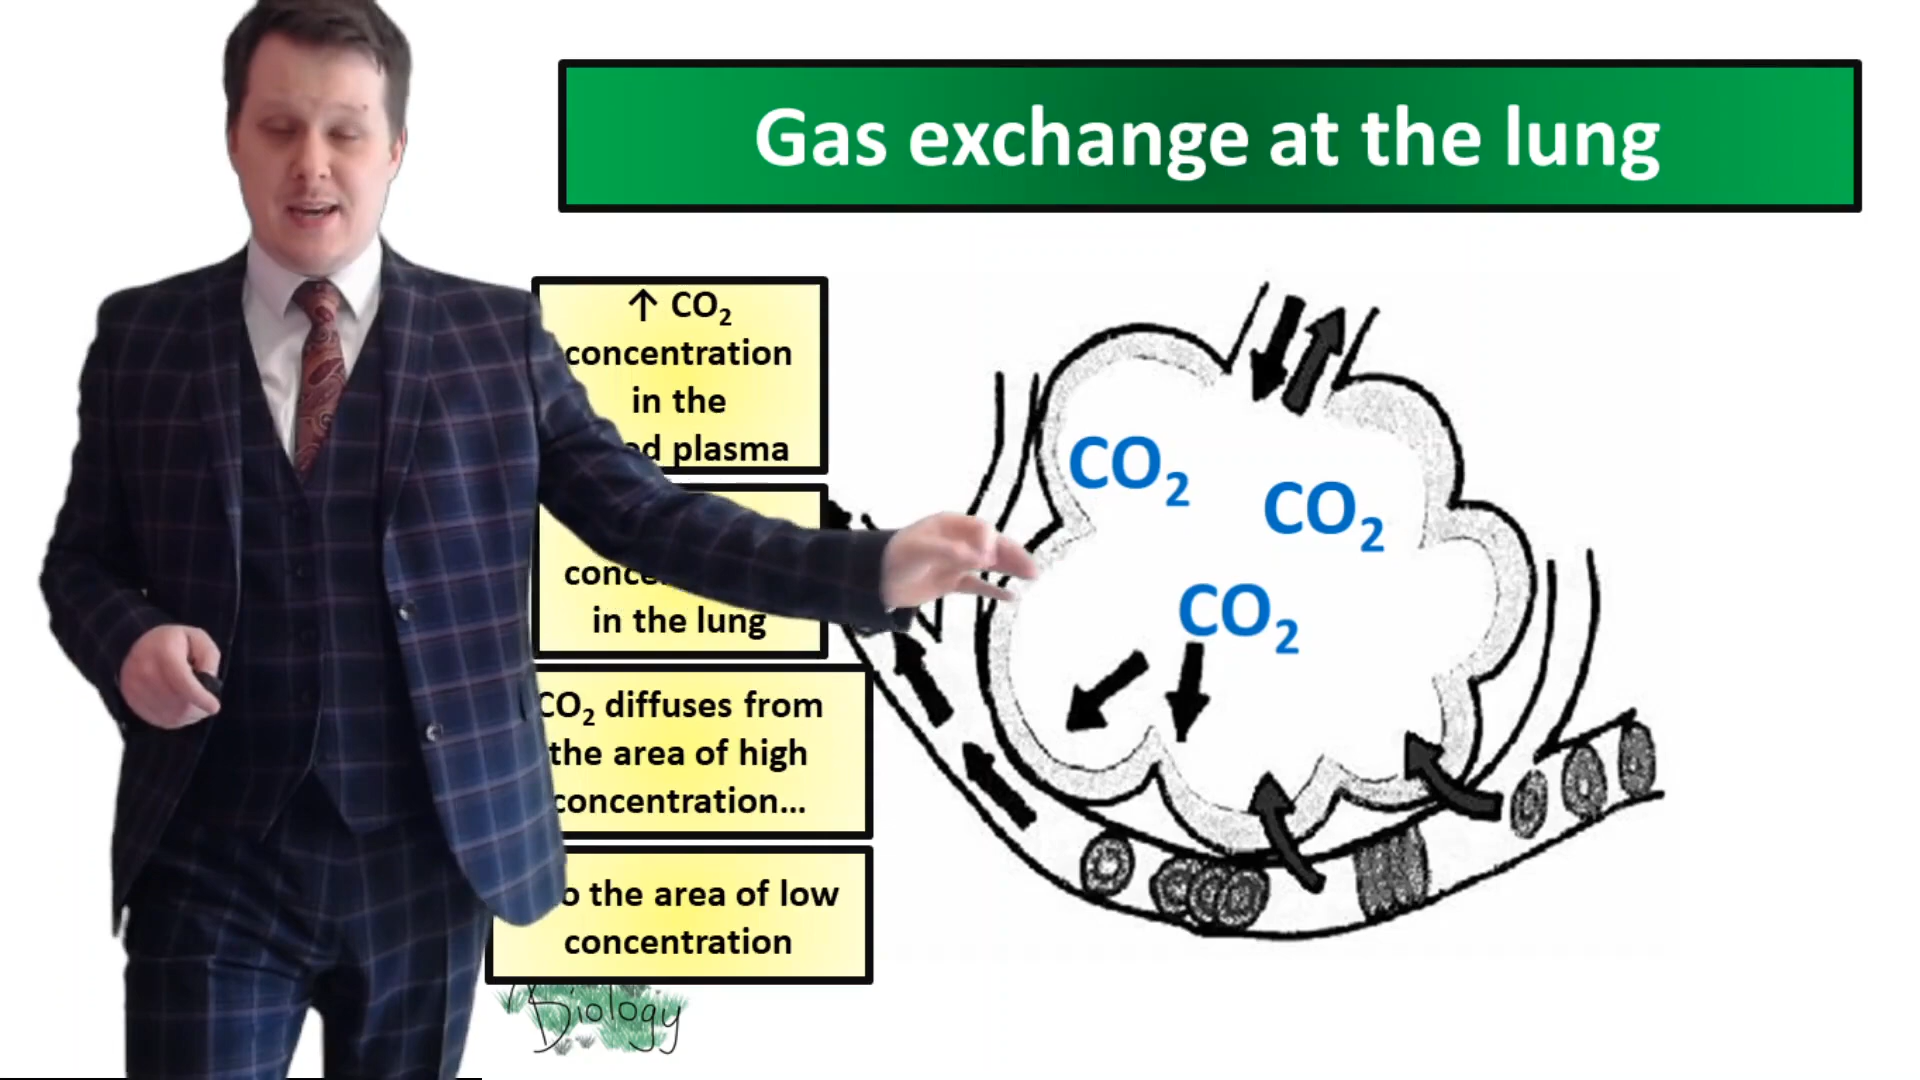 Gas exchange at the lung
↑ CO₂
concentration
in the
plasma
in the lung
CO₂ diffuses from
the area of high
concentration...
the area of low
concentration
CO₂
CO₂
CO₂
Biology